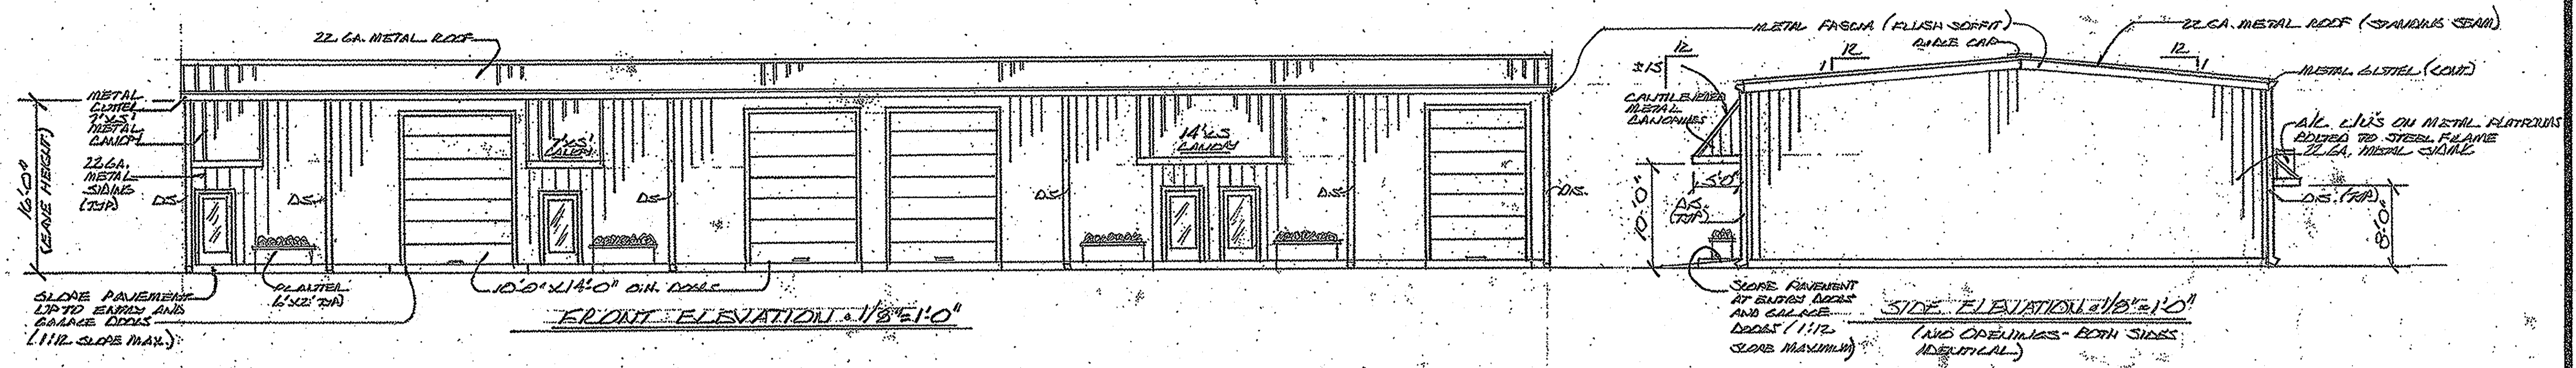 22 GA. METAL ROOF
METAL
GUTTER
7'X5'
METAL
CANOPY
22 GA.
METAL
SIDING
(TYP)
16'-0"
(EAVE HEIGHT)
D.S.
D.S.
7'X5'
CANOPY
D.S.
D.S.
14'X5
CANOPY
D.S.
D.S.
SLOPE PAVEMENT
UP TO ENTRY AND
GARAGE DOORS
(1:12 SLOPE MAX.)
PLANTER
6'X2' TYP.
10'-0" X 14'-0" O.H. DOORS
FRONT ELEVATION • 1/8"=1'-0"
METAL FASCIA (FLUSH SOFFIT)
RIDGE CAP
22 GA. METAL ROOF (STANDING SEAM)
12
±15
12
1
12
1
METAL GUTTER (CONT)
CANTILEVERED
METAL
CANOPIES
A/C C/U'S ON METAL PLATFORMS
BOLTED TO STEEL FRAME
22 GA. METAL SIDING
5'-0"
10'-0"
D.S.
(TYP)
D.S. (TYP)
8'-0"
SLOPE PAVEMENT
AT ENTRY DOORS
AND GARAGE
DOORS (1:12
SLOPE MAXIMUM)
SIDE ELEVATION • 1/8"=1'-0"
(NO OPENINGS - BOTH SIDES
IDENTICAL)